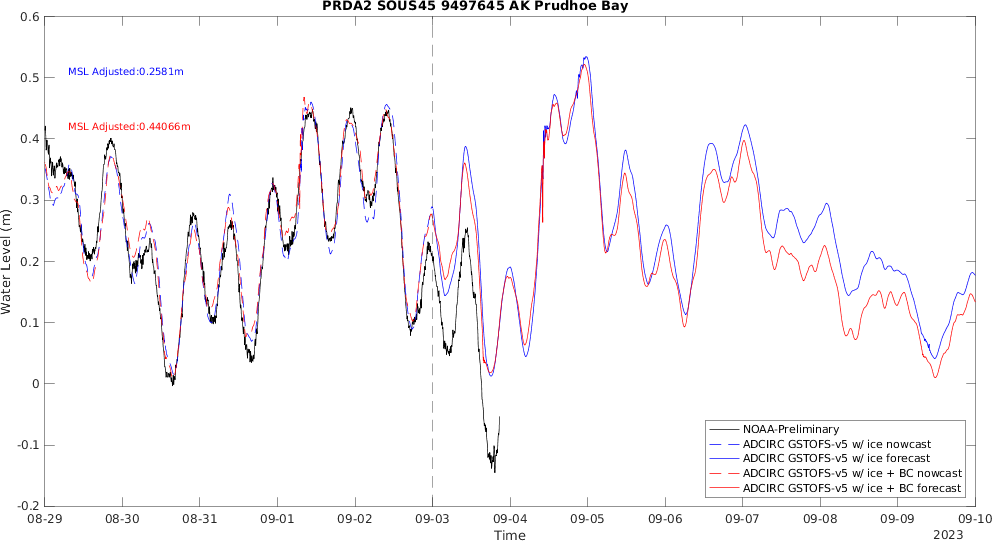 PRDA2 SOUS45 9497645 AK Prudhoe Bay
0.6
0.5
0.4
0.3
0.2
0.1
0
-0.1
-0.2
Water Level (m)
MSL Adjusted:0.2581m
MSL Adjusted:0.44066m
NOAA-Preliminary
ADCIRC GSTOFS-v5 w/ ice nowcast
ADCIRC GSTOFS-v5 w/ ice forecast
ADCIRC GSTOFS-v5 w/ ice + BC nowcast
ADCIRC GSTOFS-v5 w/ ice + BC forecast
08-29 08-30 08-31 09-01 09-02 09-03 09-04 09-05 09-06 09-07 09-08 09-09 09-10
Time
2023